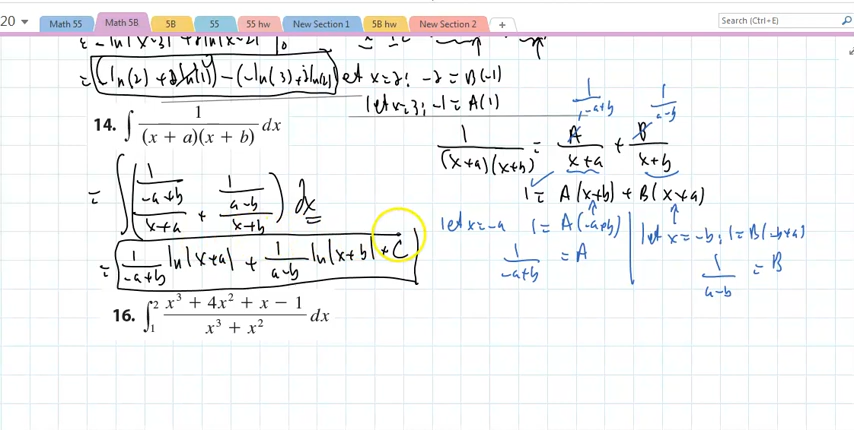 20 Math 55 Math 5B 5B 55 55 hw New Section 1 5B hw New Section 2 + Search (Ctrl+E)
= (-ln(2) + 2ln(1)) - (-ln(3) + 2ln(2)) let x=2; -2 = B(-1)
let x=3; -1 = A(1)
14. ∫ 1/((x + a)(x + b)) dx
1/((x+a)(x+b)) = A/(x+a) + B/(x+b)
1/(-a+b) 1/(a-b)
1 = A(x+b) + B(x+a)
= ∫ ( (1/(-a+b))/(x+a) + (1/(a-b))/(x+b) ) dx
let x=-a 1 = A(-a+b)
1/(-a+b) = A
let x=-b; 1 = B(-b+a)
1/(a-b) = B
= 1/(-a+b) ln|x+a| + 1/(a-b) ln|x+b| + C
16. ∫₁² (x³ + 4x² + x − 1)/(x³ + x²) dx